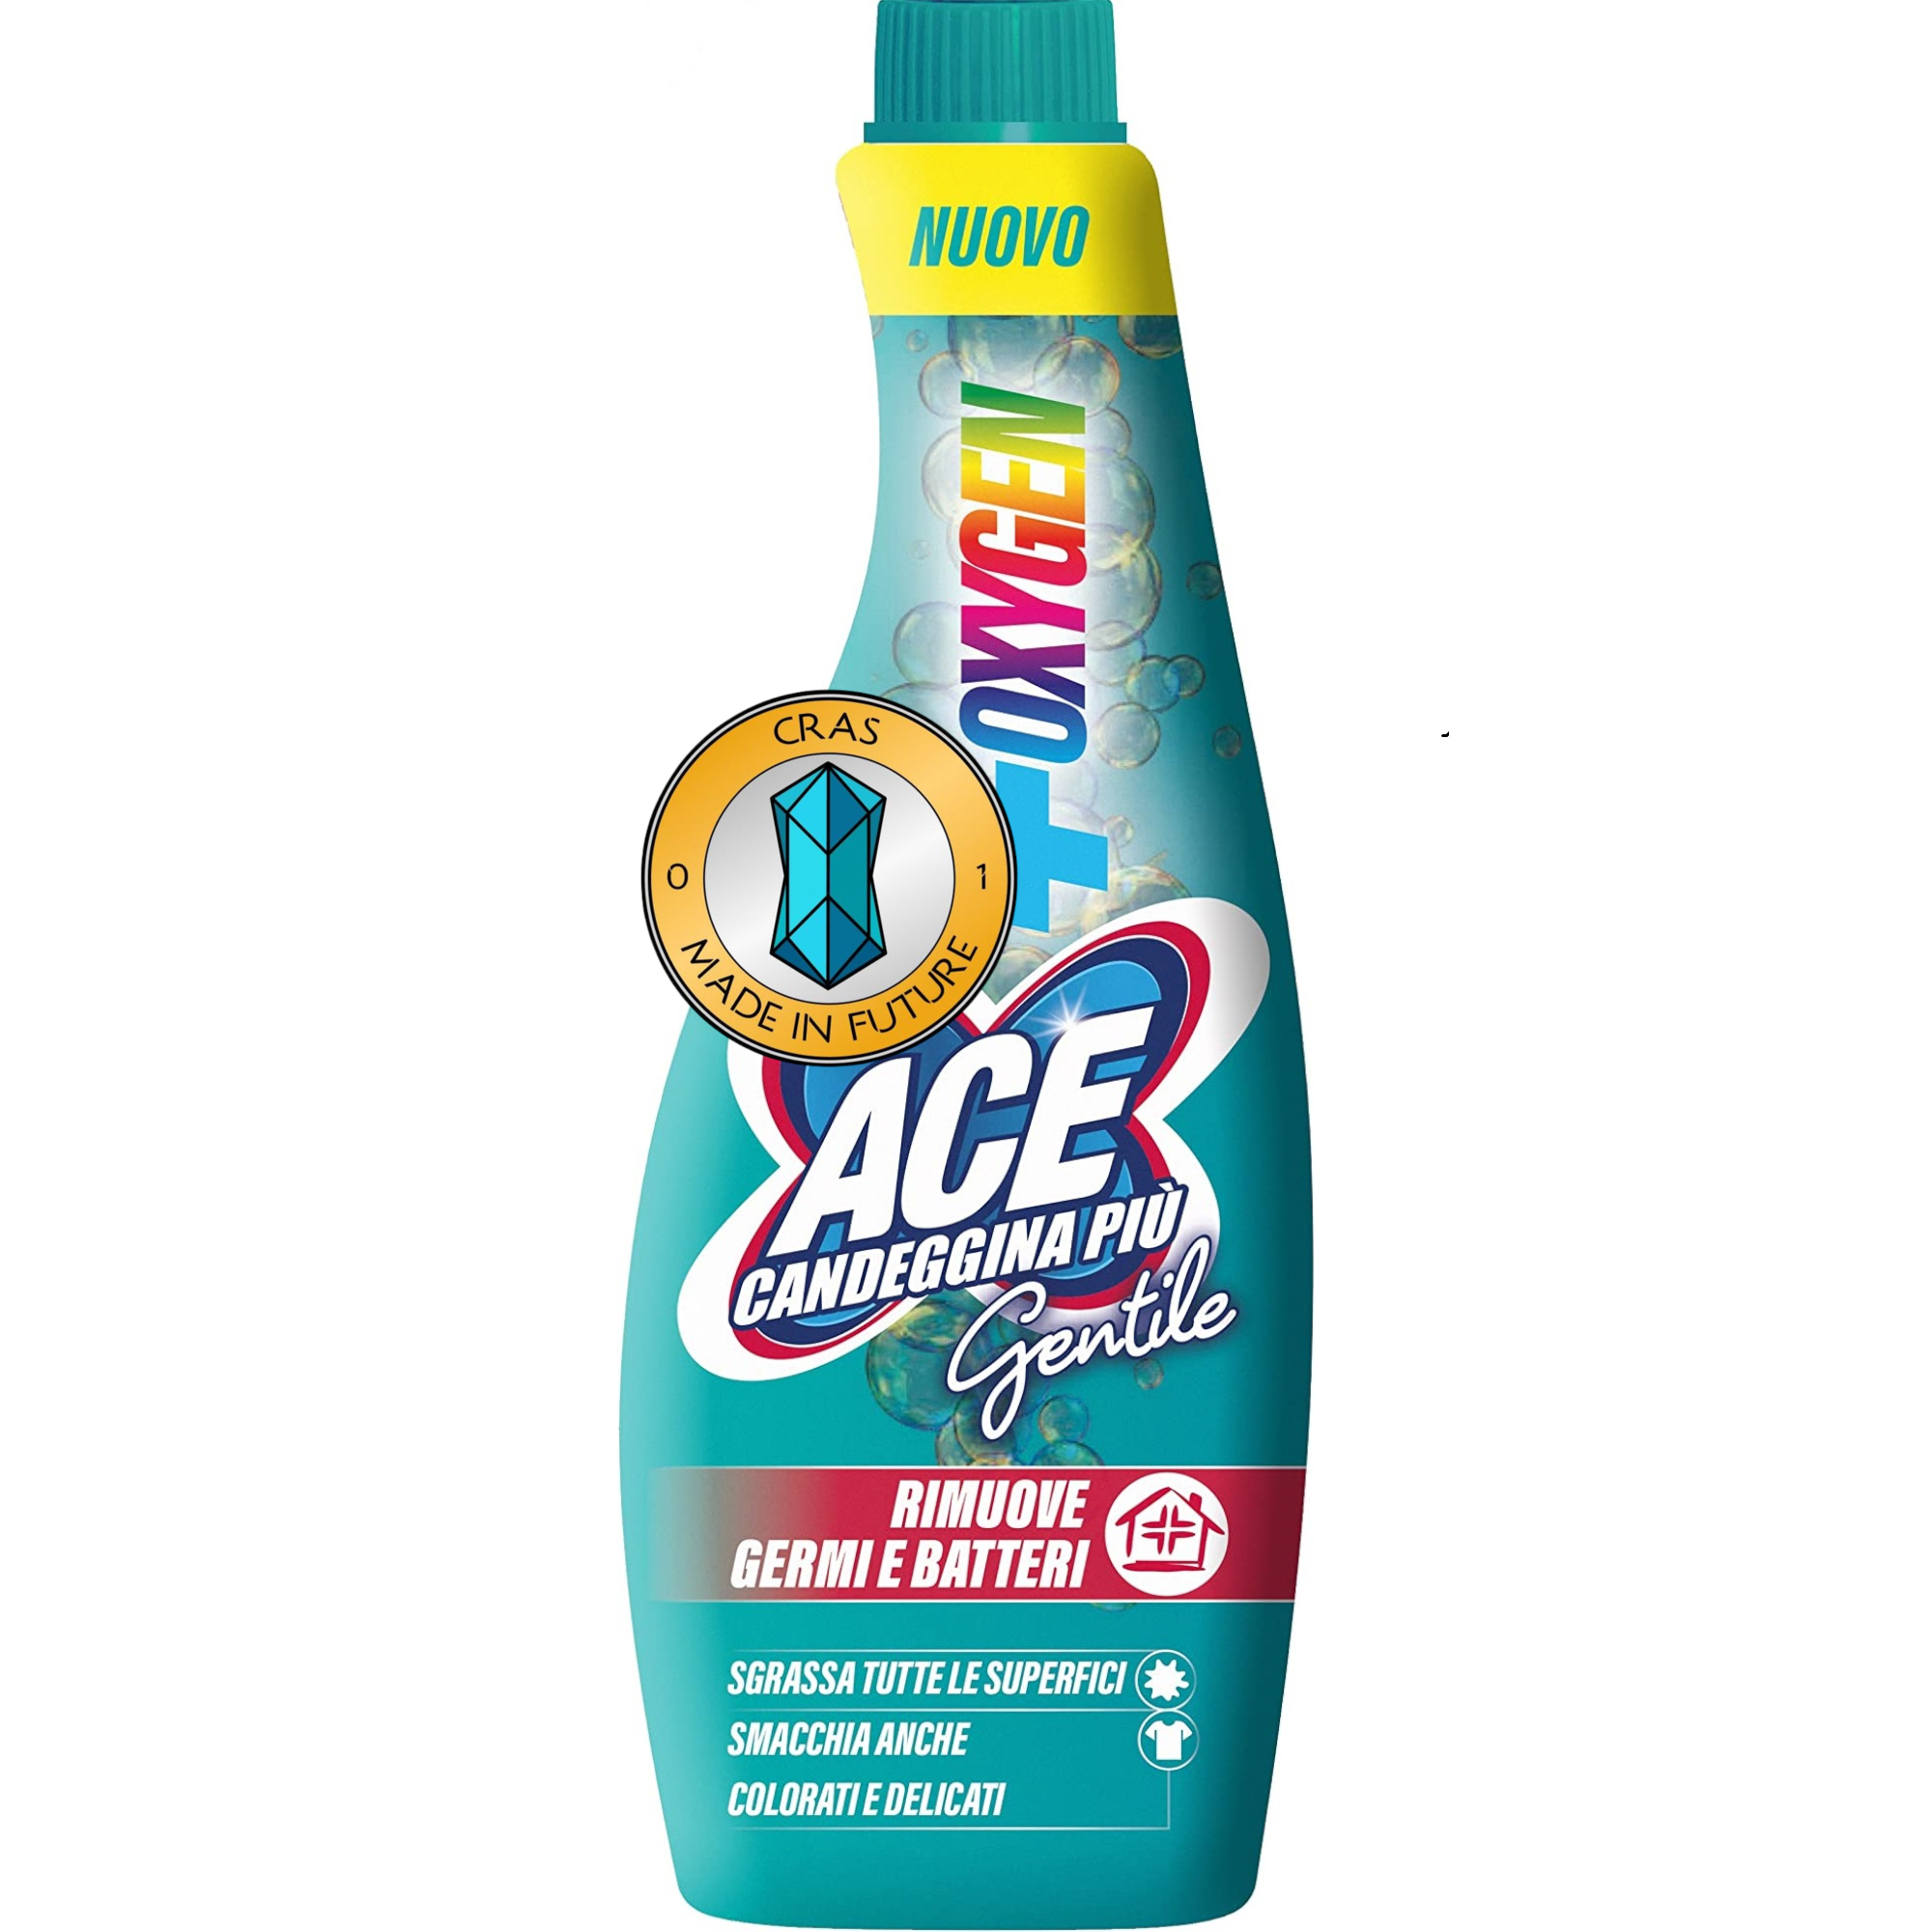 NUOVO
+OXYGEN
CRAS
0 1
MADE IN FUTURE
ACE
CANDEGGINA PIÙ
Gentile
RIMUOVE
GERMI E BATTERI
SGRASSA TUTTE LE SUPERFICI
SMACCHIA ANCHE
COLORATI E DELICATI